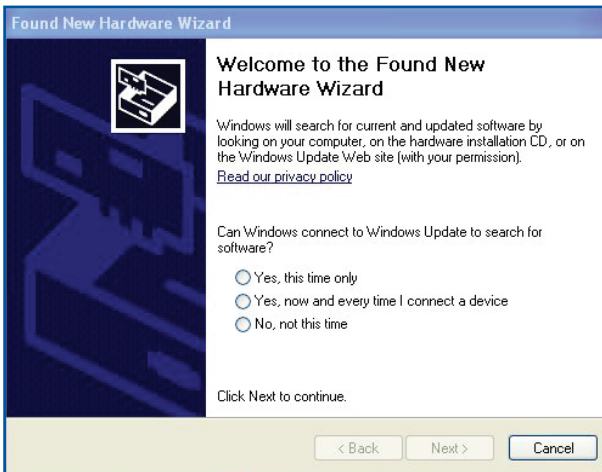 Found New Hardware Wizard
Welcome to the Found New
Hardware Wizard
Windows will search for current and updated software by
looking on your computer, on the hardware installation CD, or on
the Windows Update Web site (with your permission).
Read our privacy policy
Can Windows connect to Windows Update to search for
software?
Yes, this time only
Yes, now and every time I connect a device
No, not this time
Click Next to continue.
< Back
Next >
Cancel